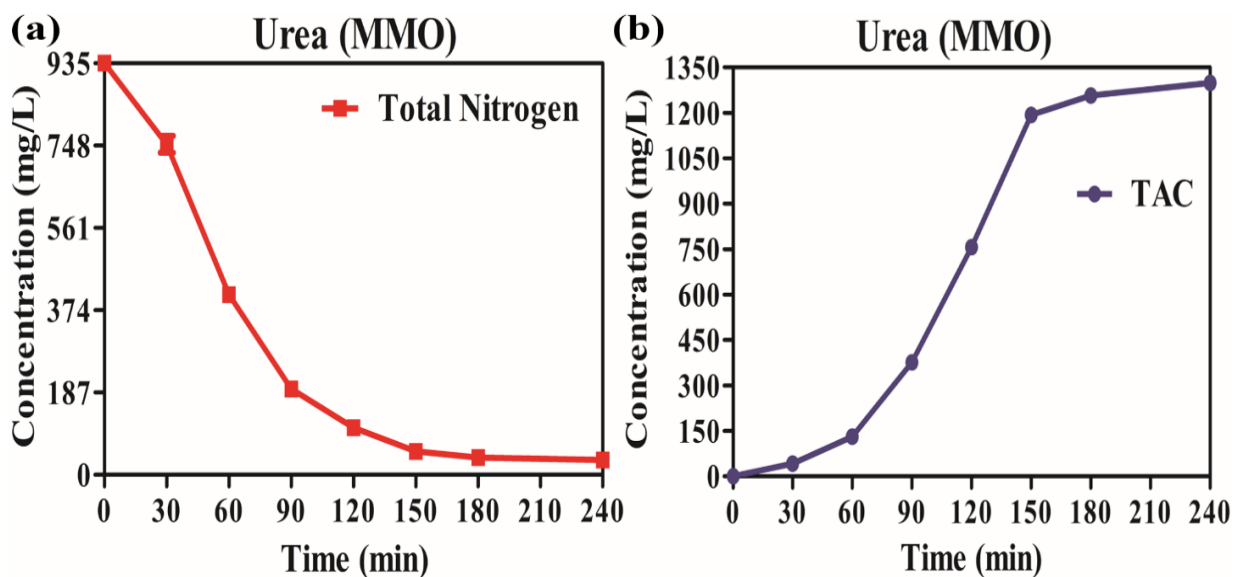 (a)
Urea (MMO)
Concentration (mg/L)
935
748
561
374
187
0
Total Nitrogen
0 30 60 90 120 150 180 210 240
Time (min)
(b)
Urea (MMO)
Concentration (mg/L)
1350
1200
1050
900
750
600
450
300
150
0
TAC
0 30 60 90 120 150 180 210 240
Time (min)